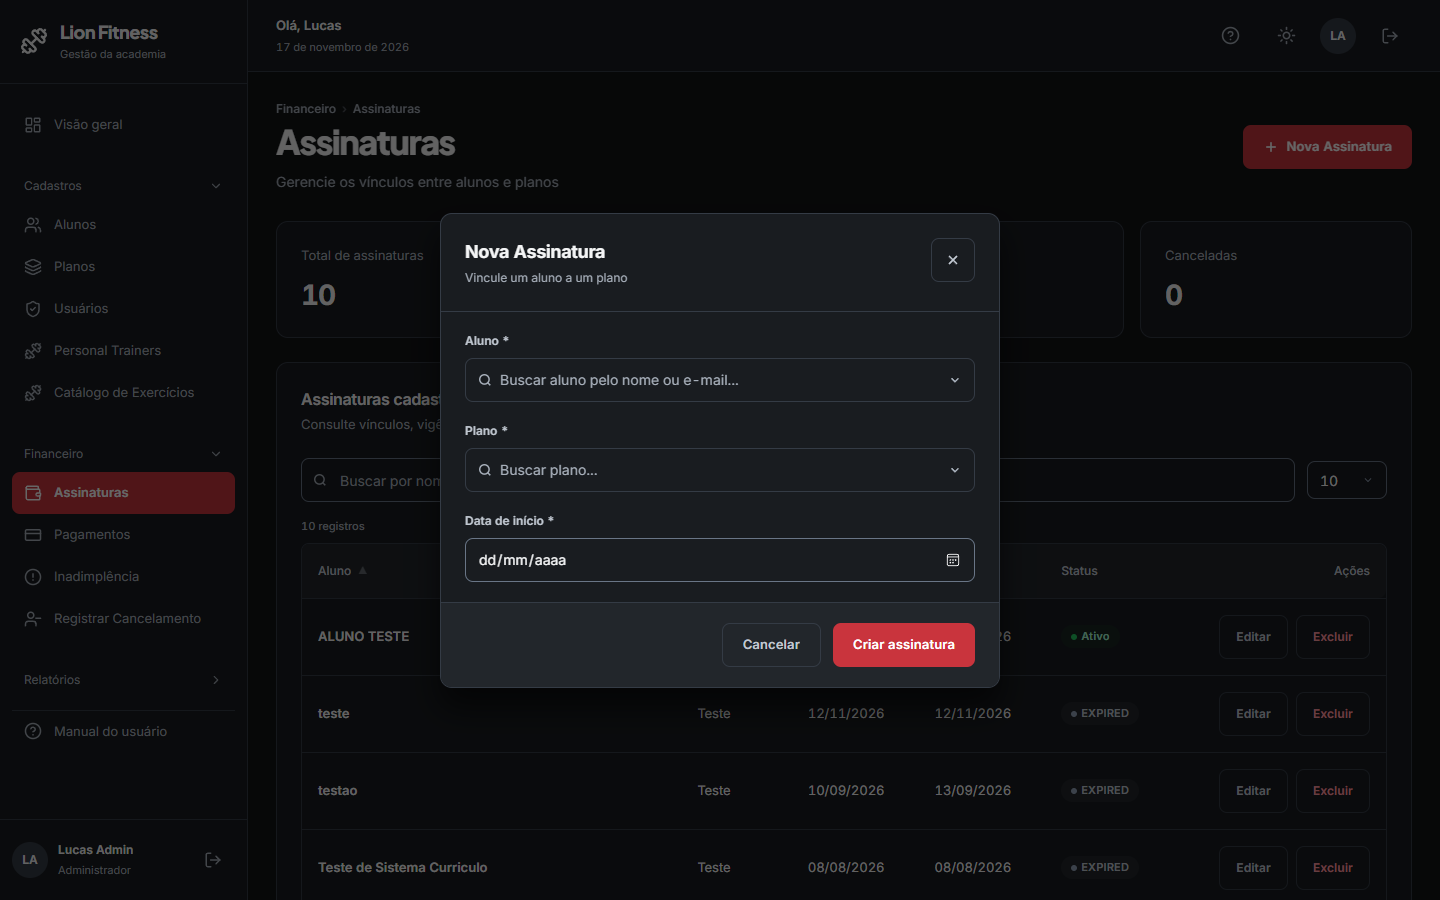 Lion Fitness
Gestão da academia
Visão geral
Cadastros
Alunos
Planos
Usuários
Personal Trainers
Catálogo de Exercícios
Financeiro
Assinaturas
Pagamentos
Inadimplência
Registrar Cancelamento
Relatórios
Manual do usuário
LA
Lucas Admin
Administrador
Olá, Lucas
17 de novembro de 2026
LA
Financeiro › Assinaturas
Assinaturas
Gerencie os vínculos entre alunos e planos
+ Nova Assinatura
Total de assinaturas
10
Canceladas
0
Assinaturas
Consulte vínculos,
Buscar por
10
10 registros
Aluno
Status
Ações
ALUNO TESTE
Ativo
Editar
Excluir
teste
Teste
12/11/2026
12/11/2026
EXPIRED
Editar
Excluir
testao
Teste
10/09/2026
13/09/2026
EXPIRED
Editar
Excluir
Teste de Sistema Curriculo
Teste
08/08/2026
08/08/2026
EXPIRED
Editar
Excluir
Nova Assinatura
Vincule um aluno a um plano
Aluno *
Buscar aluno pelo nome ou e-mail...
Plano *
Buscar plano...
Data de início *
dd/mm/aaaa
Cancelar
Criar assinatura